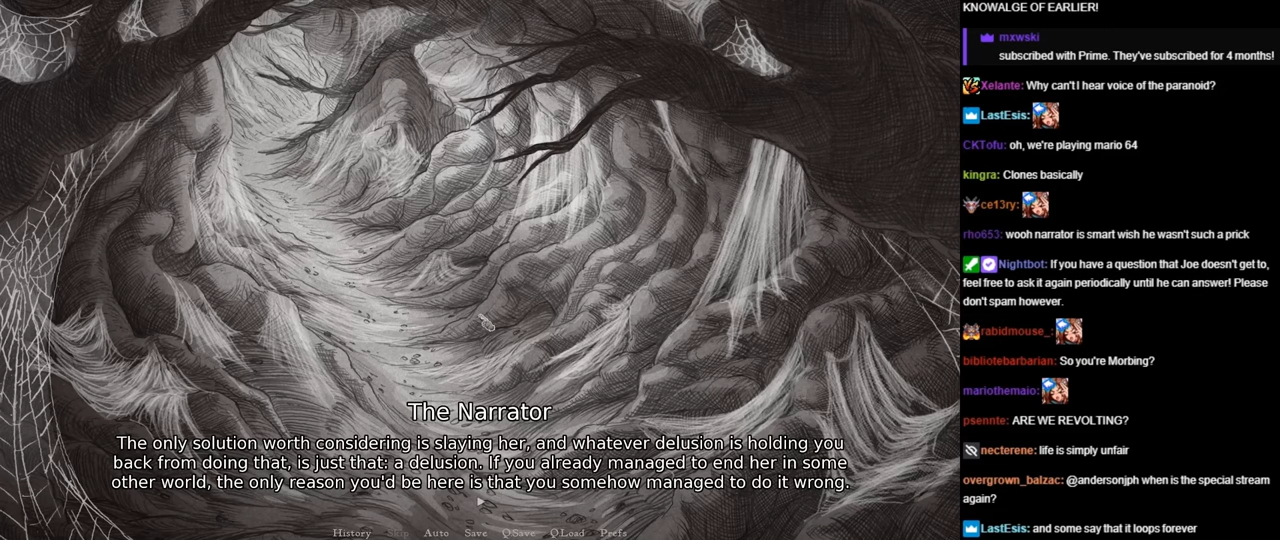 The Narrator
The only solution worth considering is slaying her, and whatever delusion is holding you
back from doing that, is just that: a delusion. If you already managed to end her in some
other world, the only reason you'd be here is that you somehow managed to do it wrong.
History Skip Auto Save Q.Save Q.Load Prefs
KNOWALGE OF EARLIER!
mxwski
subscribed with Prime. They've subscribed for 4 months!
Xelante: Why can't I hear voice of the paranoid?
LastEsis:
CKTofu: oh, we're playing mario 64
kingra: Clones basically
ce13ry:
rho653: wooh narrator is smart wish he wasn't such a prick
Nightbot: If you have a question that Joe doesn't get to,
feel free to ask it again periodically until he can answer! Please
don't spam however.
rabidmouse_:
bibliotebarbarian: So you're Morbing?
mariothemaio:
psennte: ARE WE REVOLTING?
necterene: life is simply unfair
overgrown_balzac: @andersonjph when is the special stream
again?
LastEsis: and some say that it loops forever